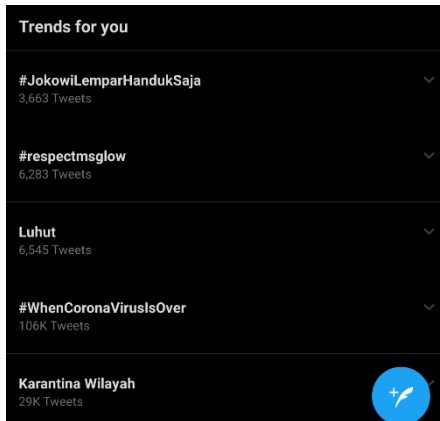 Trends for you
#JokowiLemparHandukSaja
3,663 Tweets
#respectmsglow
6,283 Tweets
Luhut
6,545 Tweets
#WhenCoronaVirusIsOver
106K Tweets
Karantina Wilayah
29K Tweets